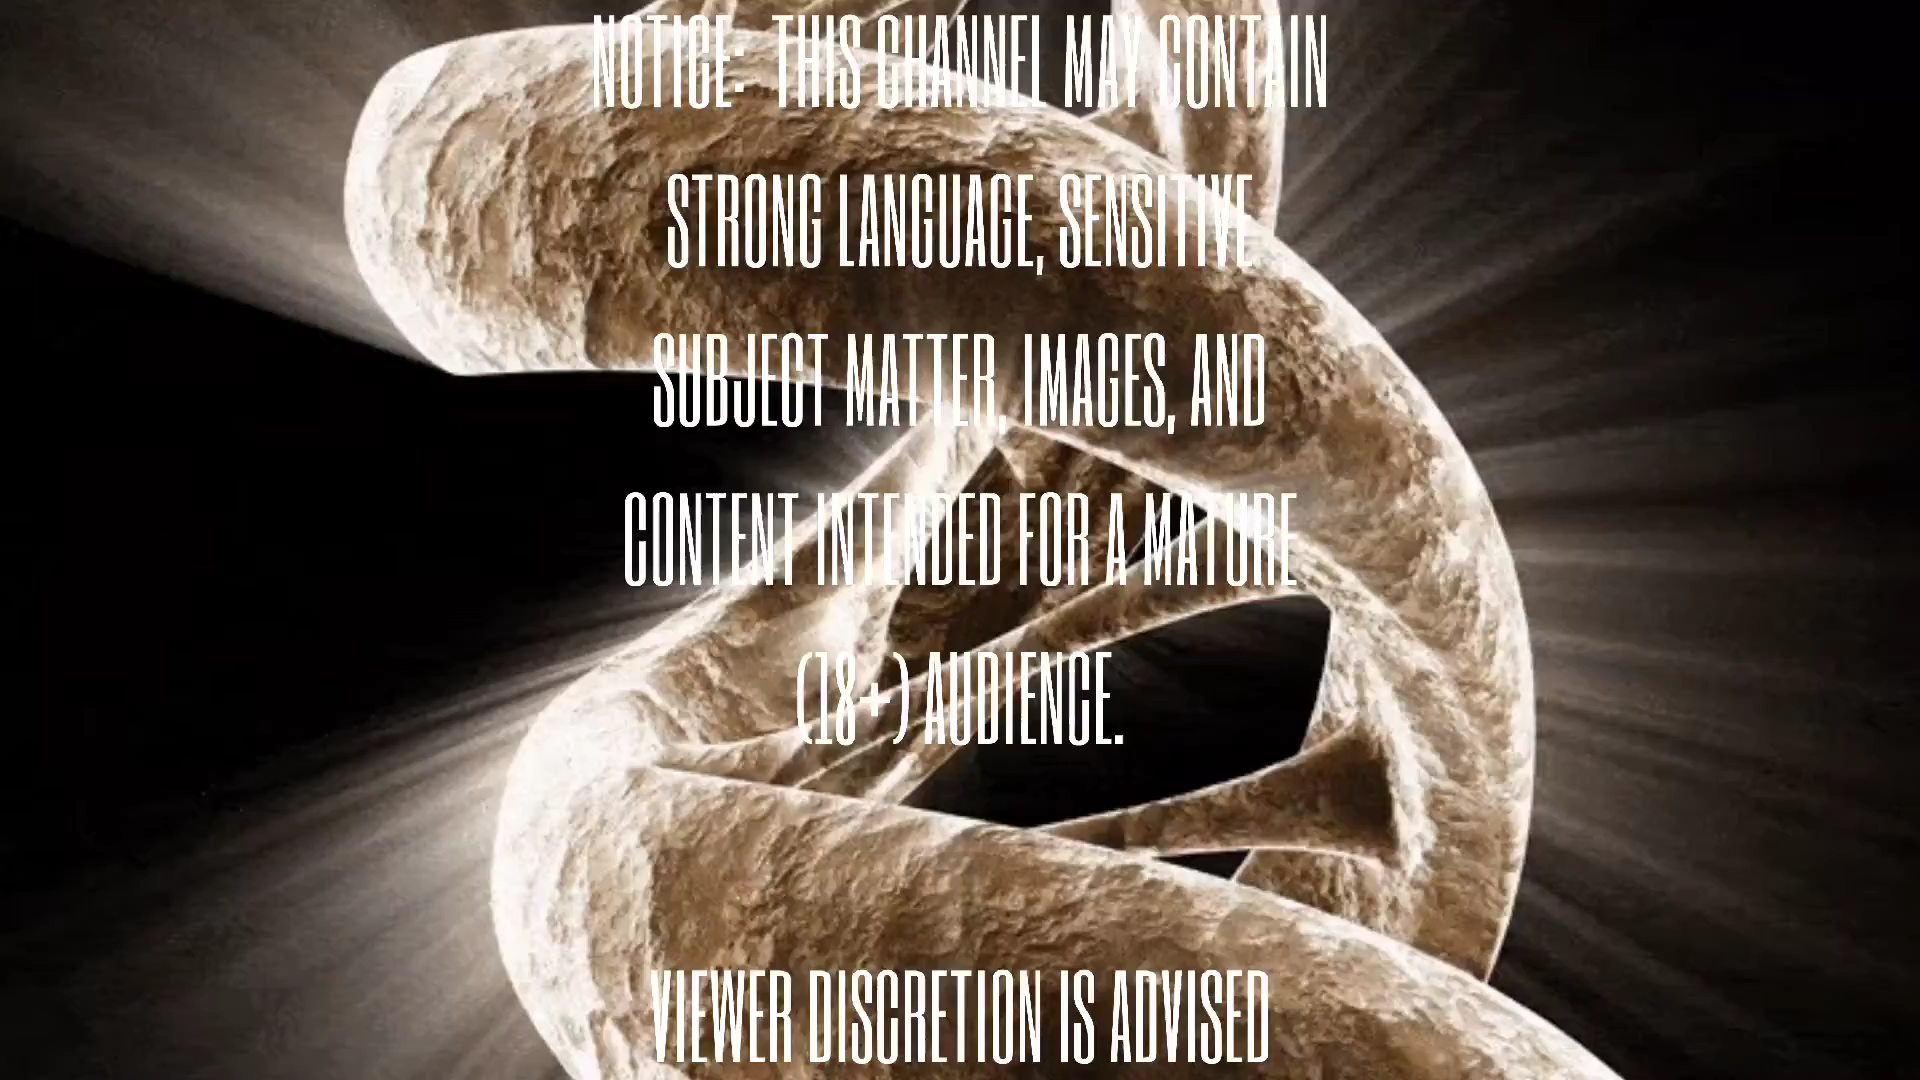 NOTICE: THIS CHANNEL MAY CONTAIN
STRONG LANGUAGE, SENSITIVE
SUBJECT MATTER, IMAGES, AND
CONTENT INTENDED FOR A MATURE
(18+) AUDIENCE.
VIEWER DISCRETION IS ADVISED